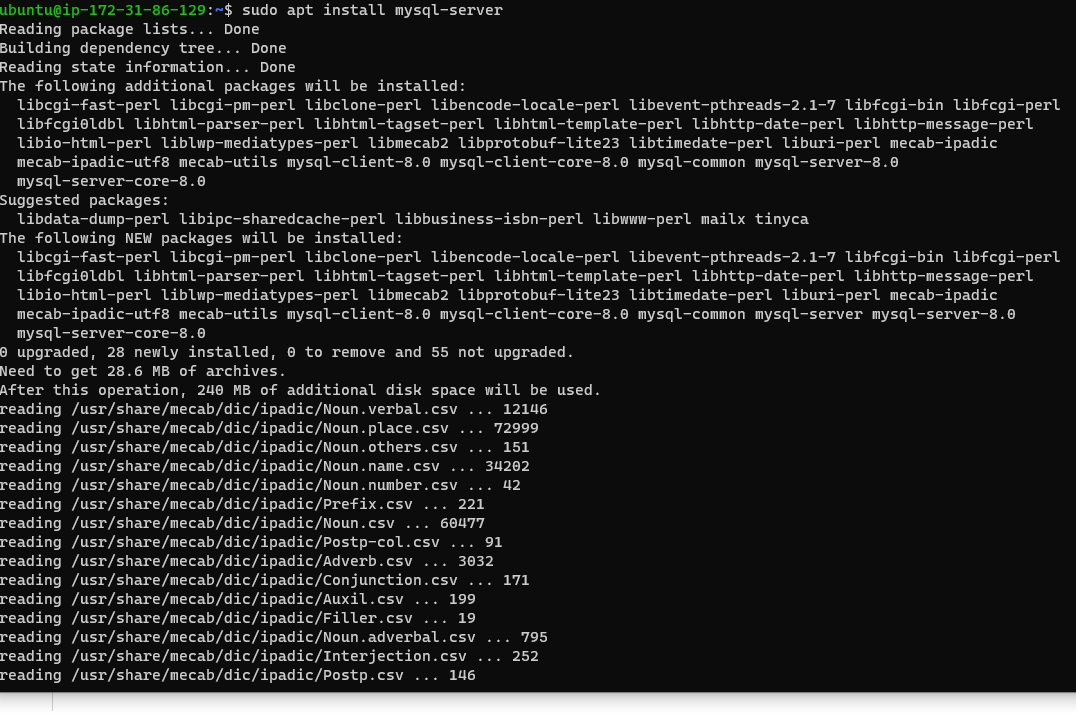 ubuntu@ip-172-31-86-129:~$ sudo apt install mysql-server
Reading package lists... Done
Building dependency tree... Done
Reading state information... Done
The following additional packages will be installed:
  libcgi-fast-perl libcgi-pm-perl libclone-perl libencode-locale-perl libevent-pthreads-2.1-7 libfcgi-bin libfcgi-perl
  libfcgi0ldbl libhtml-parser-perl libhtml-tagset-perl libhtml-template-perl libhttp-date-perl libhttp-message-perl
  libio-html-perl liblwp-mediatypes-perl libmecab2 libprotobuf-lite23 libtimedate-perl liburi-perl mecab-ipadic
  mecab-ipadic-utf8 mecab-utils mysql-client-8.0 mysql-client-core-8.0 mysql-common mysql-server-8.0
  mysql-server-core-8.0
Suggested packages:
  libdata-dump-perl libipc-sharedcache-perl libbusiness-isbn-perl libwww-perl mailx tinyca
The following NEW packages will be installed:
  libcgi-fast-perl libcgi-pm-perl libclone-perl libencode-locale-perl libevent-pthreads-2.1-7 libfcgi-bin libfcgi-perl
  libfcgi0ldbl libhtml-parser-perl libhtml-tagset-perl libhtml-template-perl libhttp-date-perl libhttp-message-perl
  libio-html-perl liblwp-mediatypes-perl libmecab2 libprotobuf-lite23 libtimedate-perl liburi-perl mecab-ipadic
  mecab-ipadic-utf8 mecab-utils mysql-client-8.0 mysql-client-core-8.0 mysql-common mysql-server mysql-server-8.0
  mysql-server-core-8.0
0 upgraded, 28 newly installed, 0 to remove and 55 not upgraded.
Need to get 28.6 MB of archives.
After this operation, 240 MB of additional disk space will be used.
reading /usr/share/mecab/dic/ipadic/Noun.verbal.csv ... 12146
reading /usr/share/mecab/dic/ipadic/Noun.place.csv ... 72999
reading /usr/share/mecab/dic/ipadic/Noun.others.csv ... 151
reading /usr/share/mecab/dic/ipadic/Noun.name.csv ... 34202
reading /usr/share/mecab/dic/ipadic/Noun.number.csv ... 42
reading /usr/share/mecab/dic/ipadic/Prefix.csv ... 221
reading /usr/share/mecab/dic/ipadic/Noun.csv ... 60477
reading /usr/share/mecab/dic/ipadic/Postp-col.csv ... 91
reading /usr/share/mecab/dic/ipadic/Adverb.csv ... 3032
reading /usr/share/mecab/dic/ipadic/Conjunction.csv ... 171
reading /usr/share/mecab/dic/ipadic/Auxil.csv ... 199
reading /usr/share/mecab/dic/ipadic/Filler.csv ... 19
reading /usr/share/mecab/dic/ipadic/Noun.adverbal.csv ... 795
reading /usr/share/mecab/dic/ipadic/Interjection.csv ... 252
reading /usr/share/mecab/dic/ipadic/Postp.csv ... 146